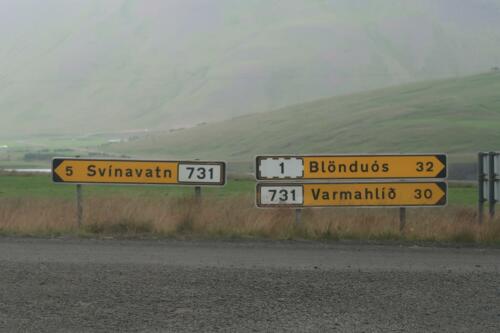 5 Svínavatn 731
1 Blönduós 32
731 Varmahlíð 30